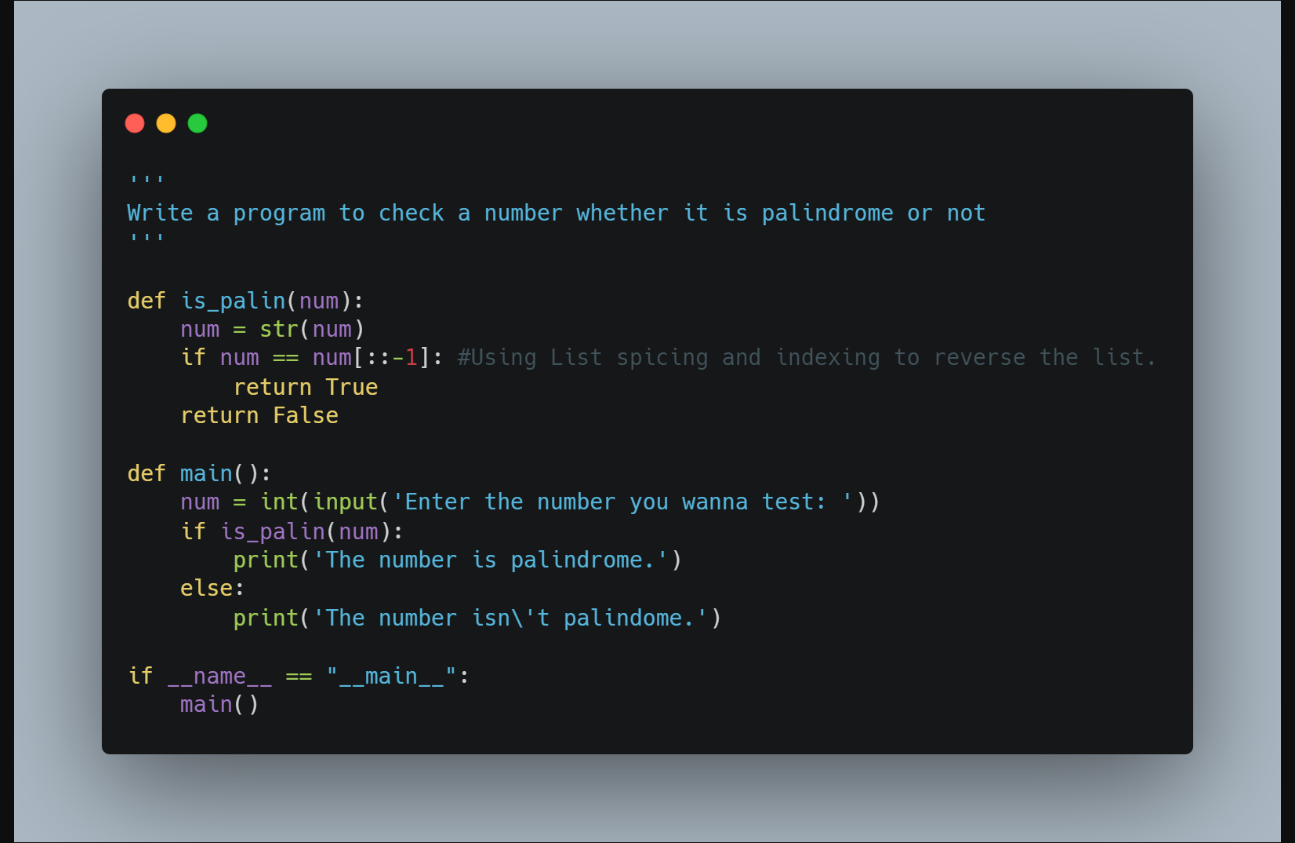 '''
Write a program to check a number whether it is palindrome or not
'''
def is_palin(num):
    num = str(num)
    if num == num[::-1]: #Using List spicing and indexing to reverse the list.
        return True
    return False
def main():
    num = int(input('Enter the number you wanna test: '))
    if is_palin(num):
        print('The number is palindrome.')
    else:
        print('The number isn\'t palindome.')
if __name__ == "__main__":
    main()